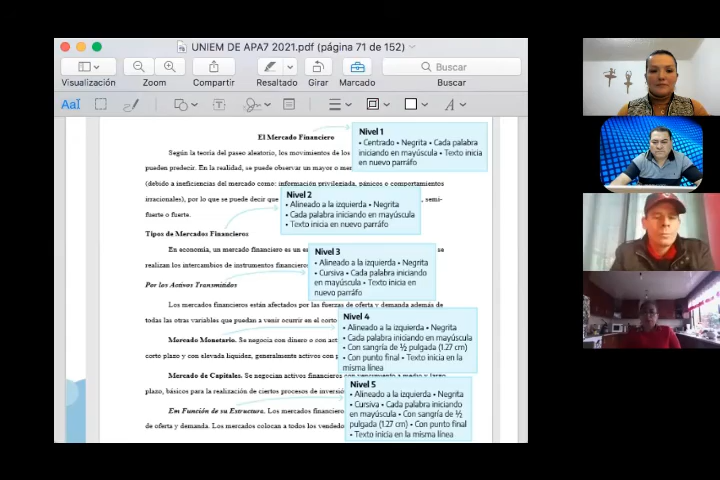 UNIEM DE APA7 2021.pdf (página 71 de 152)
Visualización Zoom Compartir Resaltado Girar Marcado Buscar
Buscar
AaI
El Mercado Financiero
Nivel 1
• Centrado • Negrita • Cada palabra
iniciando en mayúscula • Texto inicia
en nuevo parráfo
Según la teoría del paseo aleatorio, los movimientos de los
pueden predecir. En la realidad, se puede observar un mayor o
(debido a ineficiencias del mercado como: información privilegiada, pánicos o comportamientos
irracionales), por lo que se puede decir que
, semi-
fuerte o fuerte.
Nivel 2
• Alineado a la izquierda • Negrita
• Cada palabra iniciando en mayúscula
• Texto inicia en nuevo parráfo
Tipos de Mercados Financieros
En economía, un mercado financiero es un
se
realizan los intercambios de instrumentos
Nivel 3
• Alineado a la izquierda • Negrita
• Cursiva • Cada palabra iniciando
en mayúscula • Texto inicia en
nuevo parráfo
Por los Activos Transmitidos
Los mercados financieros están afectados por las fuerzas de oferta y demanda además de
todas las otras variables que puedan a venir ocurrir en el corto
Nivel 4
• Alineado a la izquierda • Negrita
• Cada palabra iniciando en mayúscula
• Con sangría de ½ pulgada (1.27 cm)
• Con punto final • Texto inicia en la
misma línea
Mercado Monetario. Se negocia con dinero o con
corto plazo y con elevada liquidez, generalmente activos con
Mercado de Capitales. Se negocian activos financieros con vencimiento a medio y largo
plazo, básicos para la realización de ciertos procesos de
Nivel 5
• Alineado a la izquierda • Negrita
• Cursiva • Cada palabra iniciando
en mayúscula • Con sangría de ½
pulgada (1.27 cm) • Con punto final
• Texto inicia en la misma línea
Em Función de su Estructura. Los mercados
de oferta y demanda. Los mercados colocan a todos los